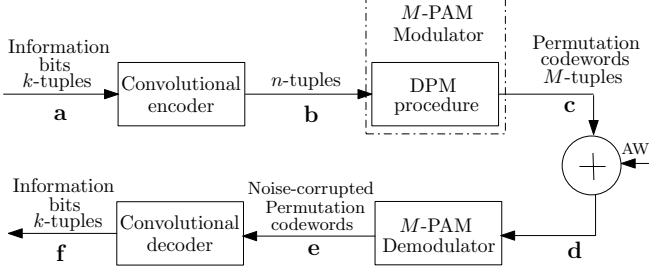 M-PAM
Modulator
Information
bits
k-tuples
a
Convolutional
encoder
n-tuples
b
DPM
procedure
Permutation
codewords
M-tuples
c
AW
Information
bits
k-tuples
f
Convolutional
decoder
Noise-corrupted
Permutation
codewords
e
M-PAM
Demodulator
d